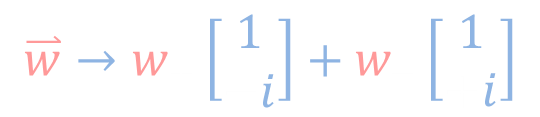 w⃗ → w [1 i] + w [1 i]